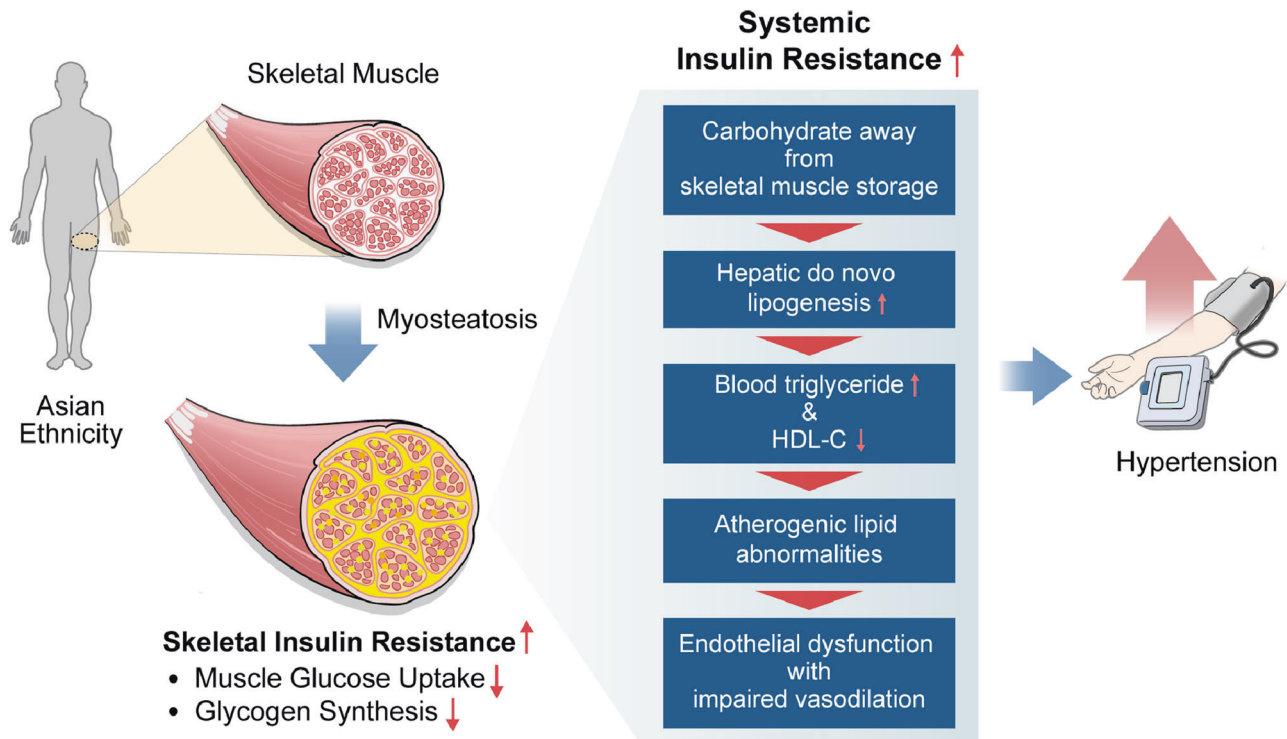 Skeletal Muscle
Myosteatosis
Asian
Ethnicity
Skeletal Insulin Resistance ↑
• Muscle Glucose Uptake ↓
• Glycogen Synthesis ↓
Systemic
Insulin Resistance ↑
Carbohydrate away
from
skeletal muscle storage
Hepatic do novo
lipogenesis ↑
Blood triglyceride ↑
&
HDL-C ↓
Atherogenic lipid
abnormalities
Endothelial dysfunction
with
impaired vasodilation
Hypertension